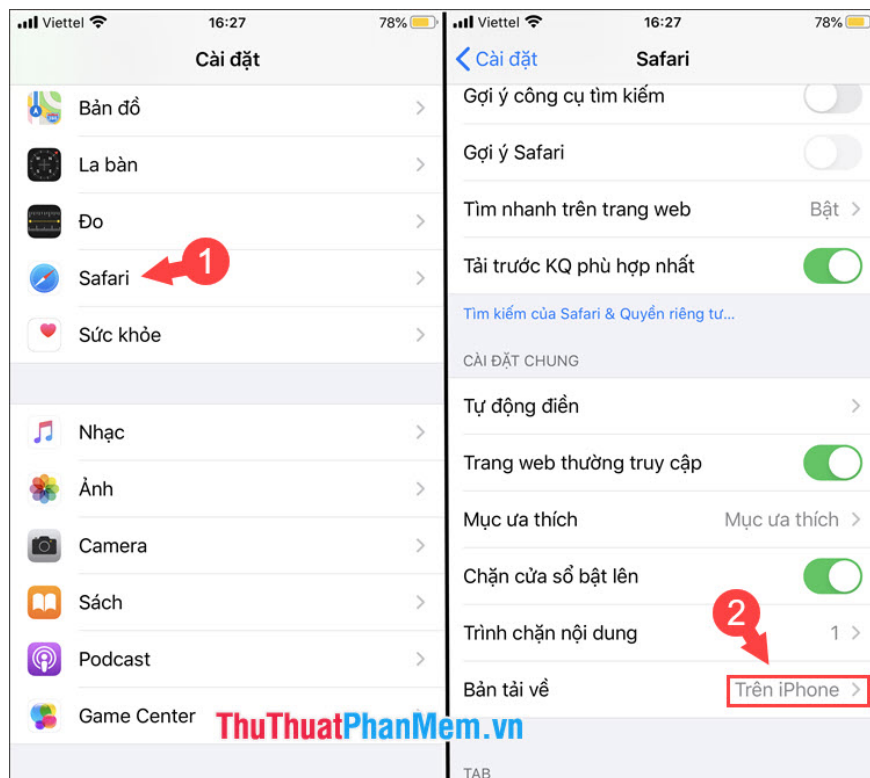 Viettel 16:27 78%
Cài đặt
Bản đồ
La bàn
Đo
Safari
1
Sức khỏe
Nhạc
Ảnh
Camera
Sách
Podcast
Game Center
Viettel 16:27 78%
Cài đặt Safari
Gợi ý công cụ tìm kiếm
Gợi ý Safari
Tìm nhanh trên trang web Bật
Tải trước KQ phù hợp nhất
Tìm kiếm của Safari & Quyền riêng tư...
CÀI ĐẶT CHUNG
Tự động điền
Trang web thường truy cập
Mục ưa thích Mục ưa thích
Chặn cửa sổ bật lên
2
Trình chặn nội dung 1
Bản tải về Trên iPhone
ThuThuatPhanMem.vn
TAB